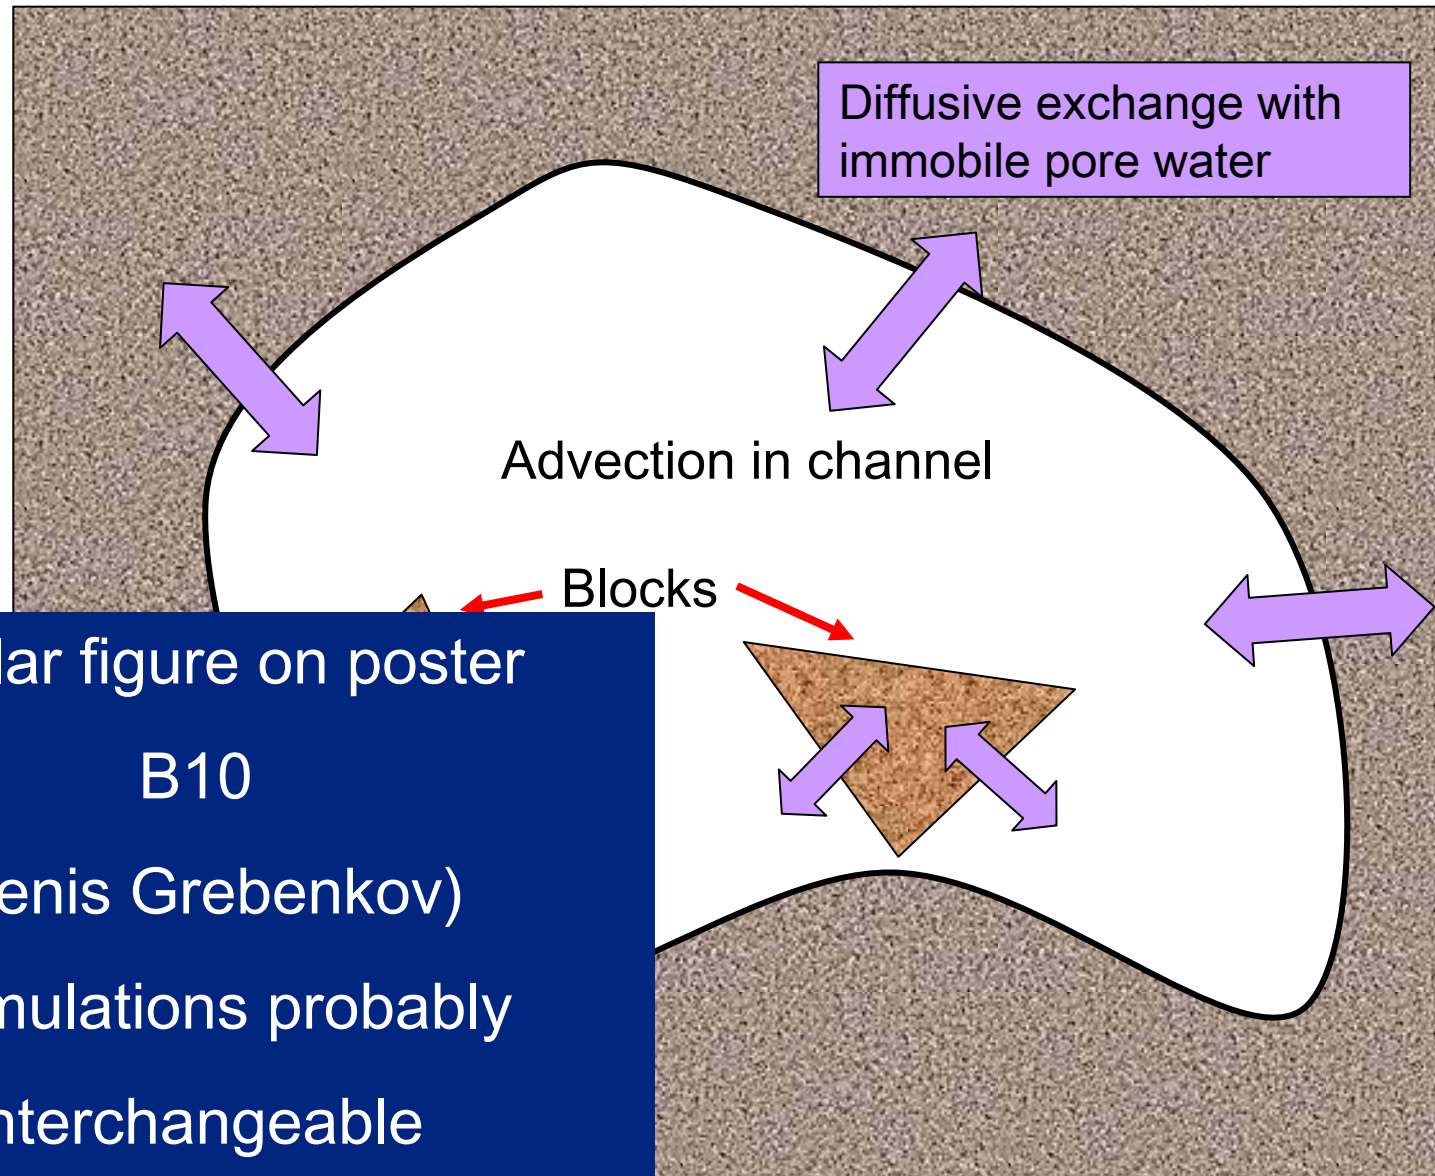 Diffusive exchange with
immobile pore water
Advection in channel
Blocks
lar figure on poster
B10
enis Grebenkov)
mulations probably
nterchangeable